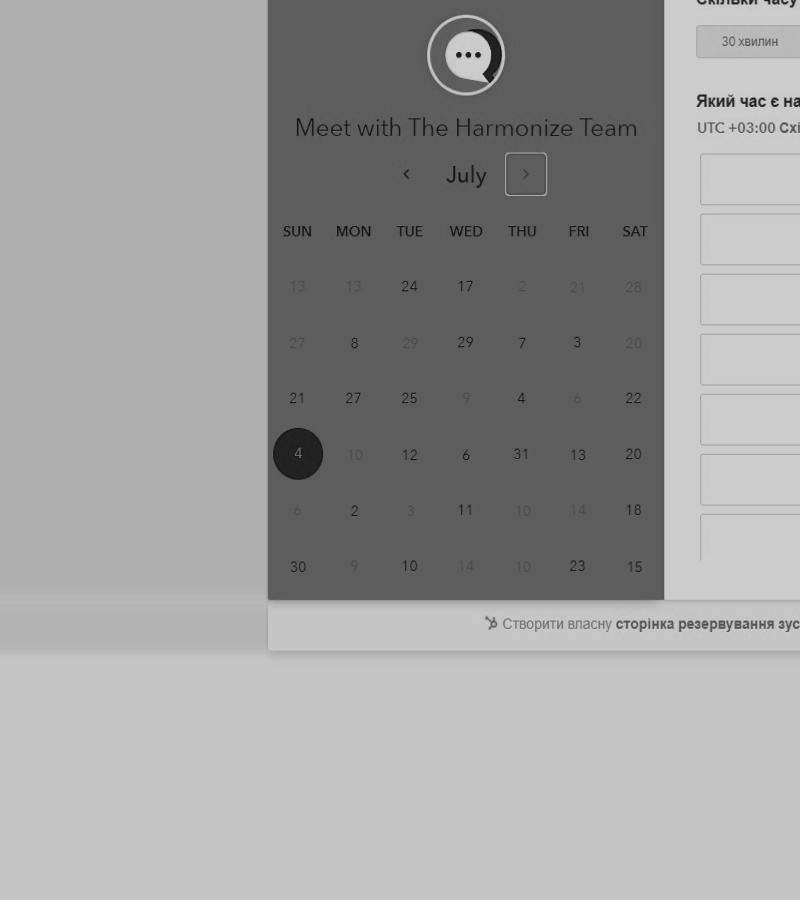 Скільки часу
30 хвилин
Який час є на
UTC +03:00 Схі
Meet with The Harmonize Team
July
SUN MON TUE WED THU FRI SAT
13 13 24 17 2 21 28
27 8 29 29 7 3 20
21 27 25 9 4 6 22
4 10 12 6 31 13 20
6 2 3 11 10 14 18
30 9 10 14 10 23 15
Створити власну сторінка резервування зус